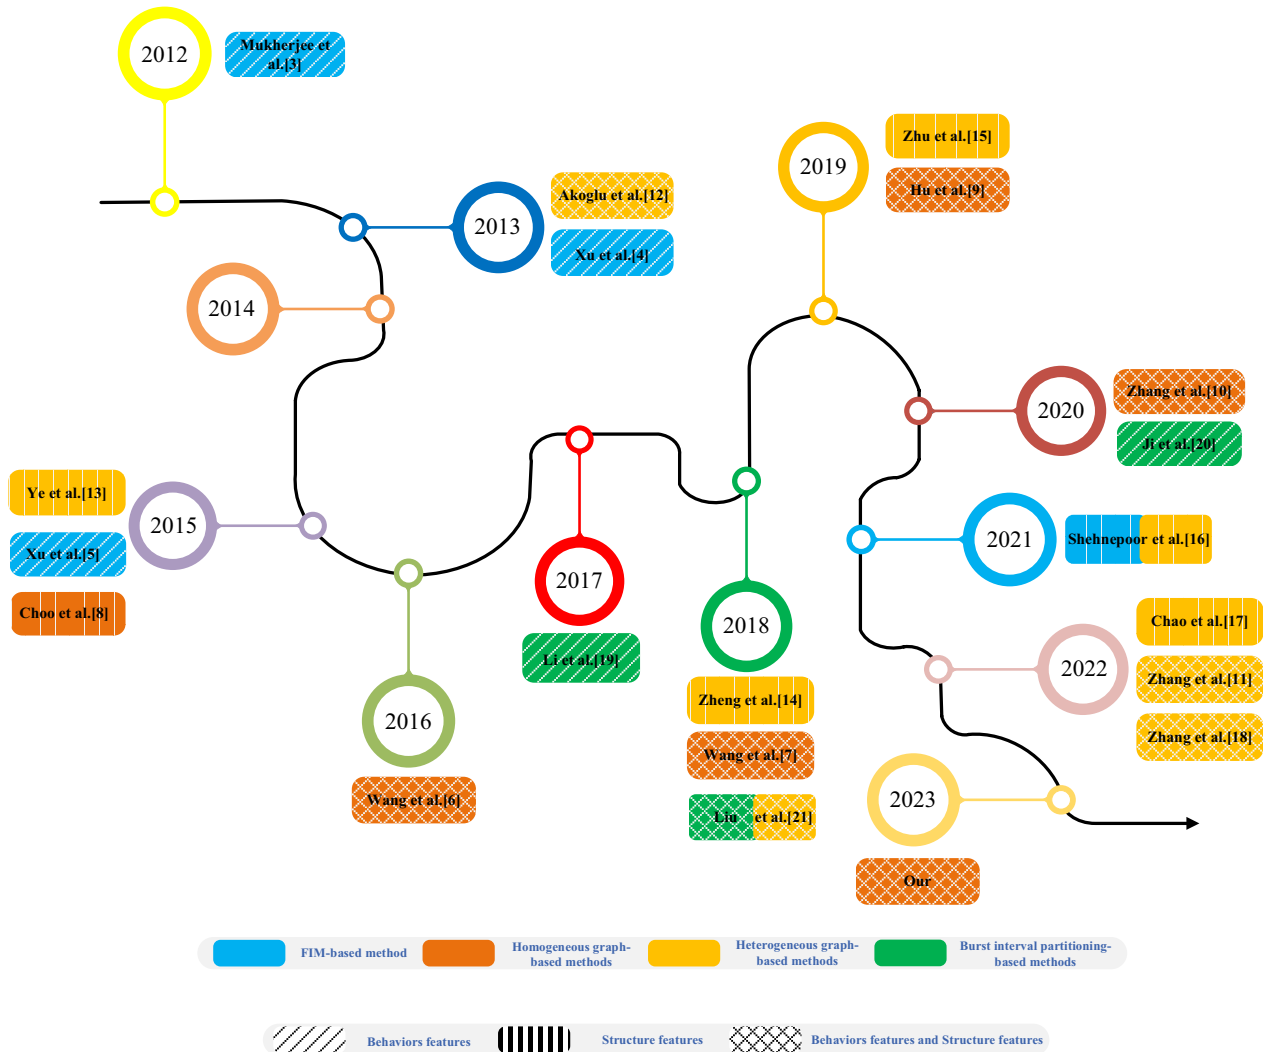 2012
Mukherjee et
al.[3]
2013
Akoglu et al.[12]
Xu et al.[4]
2014
2015
Ye et al.[13]
Xu et al.[5]
Choo et al.[8]
2016
Wang et al.[6]
2017
Li et al.[19]
2018
Zheng et al.[14]
Wang et al.[7]
Liu et al.[21]
2019
Zhu et al.[15]
Hu et al.[9]
2020
Zhang et al.[10]
Ji et al.[20]
2021
Shehnepoor et al.[16]
2022
Chao et al.[17]
Zhang et al.[11]
Zhang et al.[18]
2023
Our
FIM-based method
Homogeneous graph-
based methods
Heterogeneous graph-
based methods
Burst interval partitioning-
based methods
Behaviors features
Structure features
Behaviors features and Structure features